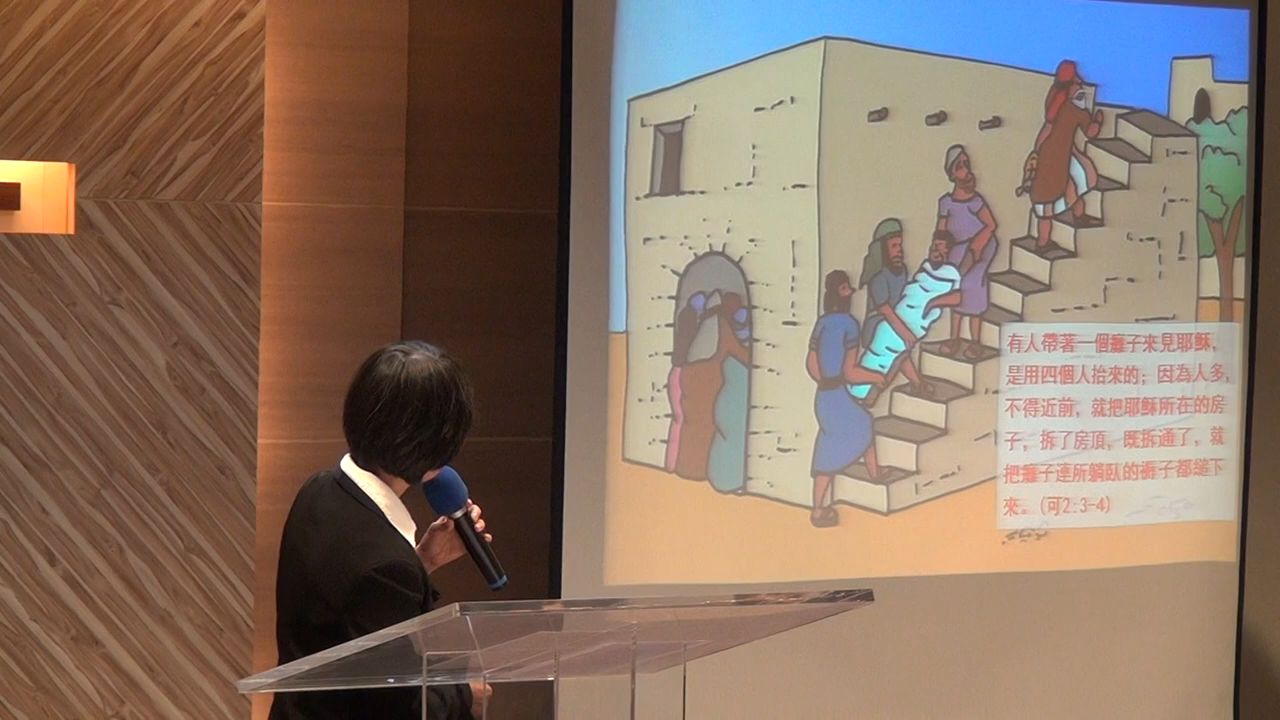 有人帶著一個癱子來見耶穌,
是用四個人抬來的; 因為人多,
不得近前, 就把耶穌所在的房
子, 拆了房頂, 既拆通了, 就
把癱子連所躺臥的褥子都縋下
來。(可2:3-4)